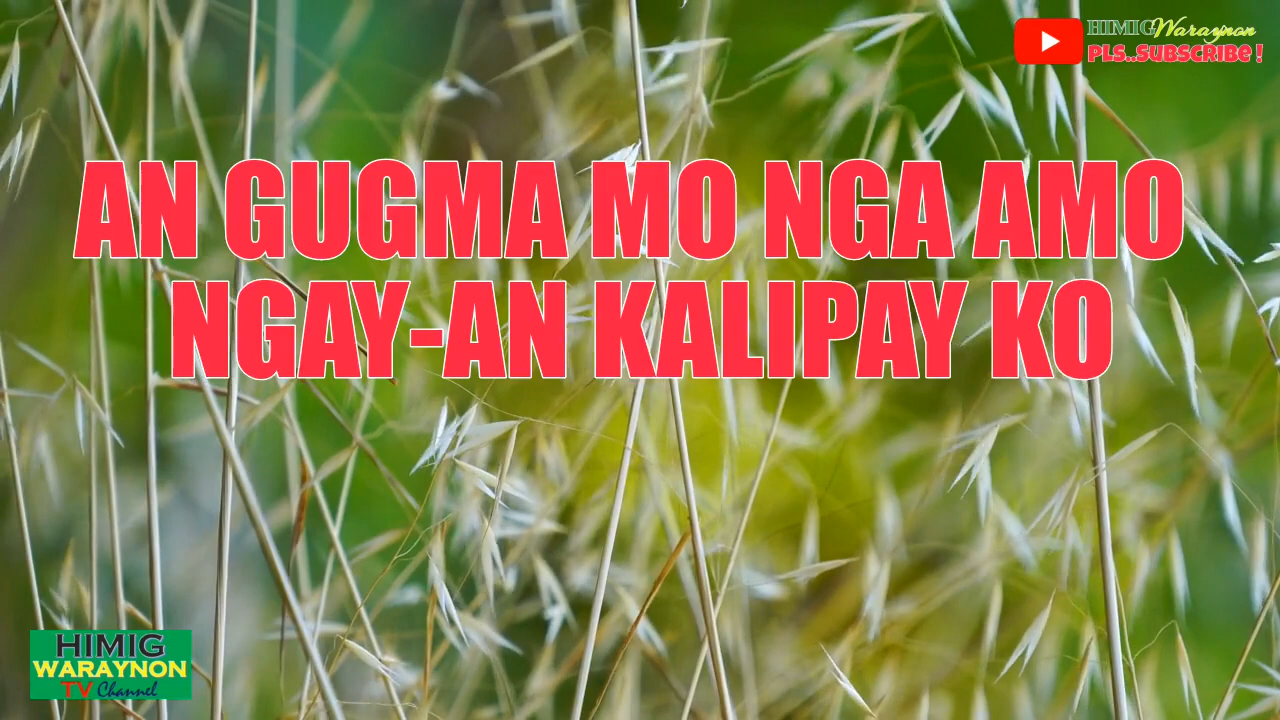 HIMIG Waraynon
PLS..SUBSCRIBE !
AN GUGMA MO NGA AMO
NGAY-AN KALIPAY KO
HIMIG
WARAYNON
TV Channel